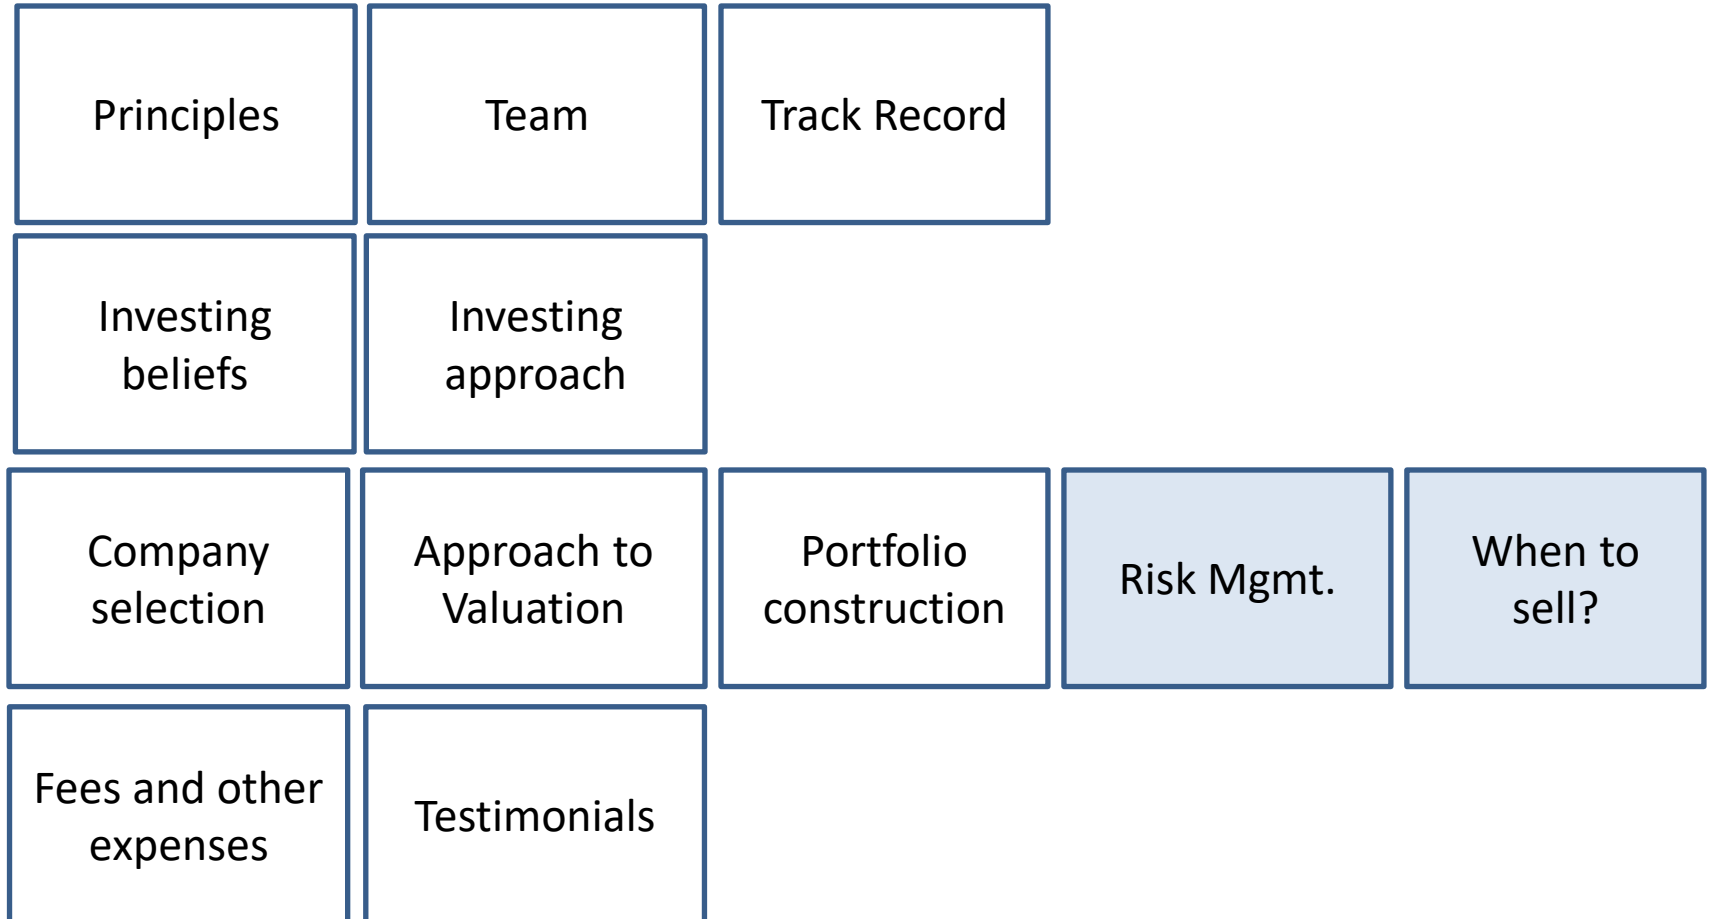 Principles
Team
Track Record
Investing
beliefs
Investing
approach
Company
selection
Approach to
Valuation
Portfolio
construction
Risk Mgmt.
When to
sell?
Fees and other
expenses
Testimonials